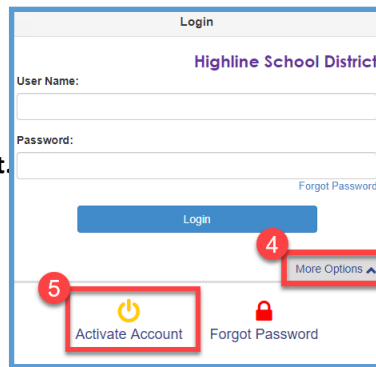 Login
Highline School District
User Name:
Password:
t.
Forgot Password
Login
4
More Options
5
Activate Account Forgot Password